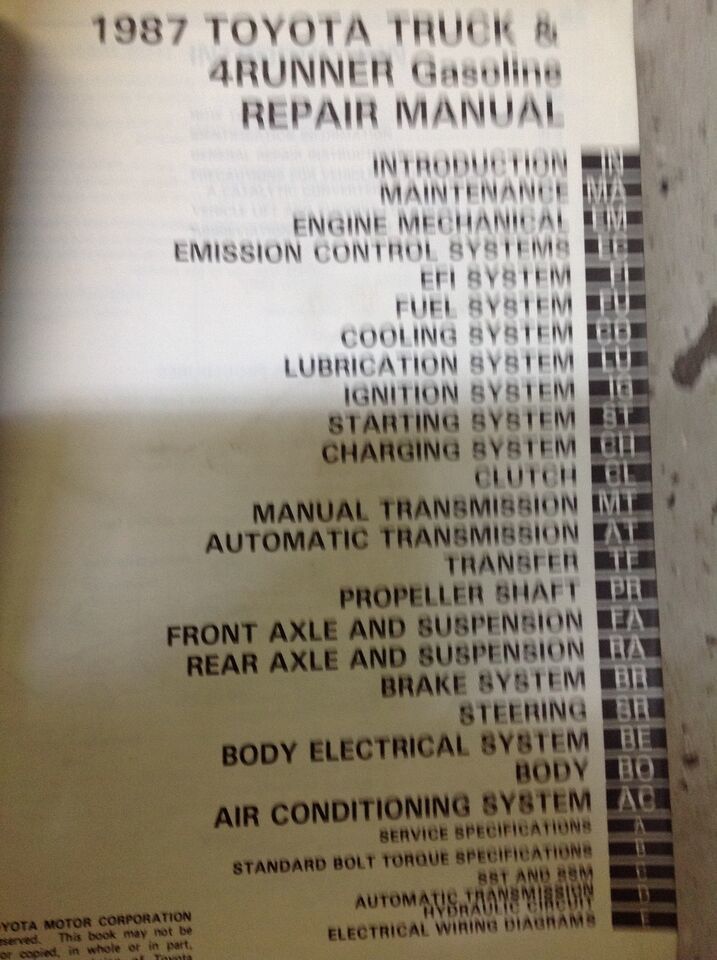 1987 TOYOTA TRUCK &
4RUNNER Gasoline
REPAIR MANUAL
INTRODUCTION IN
MAINTENANCE MA
ENGINE MECHANICAL EM
EMISSION CONTROL SYSTEMS EC
EFI SYSTEM FI
FUEL SYSTEM FU
COOLING SYSTEM CO
LUBRICATION SYSTEM LU
IGNITION SYSTEM IG
STARTING SYSTEM ST
CHARGING SYSTEM CH
CLUTCH CL
MANUAL TRANSMISSION MT
AUTOMATIC TRANSMISSION AT
TRANSFER TF
PROPELLER SHAFT PR
FRONT AXLE AND SUSPENSION FA
REAR AXLE AND SUSPENSION RA
BRAKE SYSTEM BR
STEERING SR
BODY ELECTRICAL SYSTEM BE
BODY BO
AIR CONDITIONING SYSTEM AC
SERVICE SPECIFICATIONS A
STANDARD BOLT TORQUE SPECIFICATIONS B
SST AND SSM C
AUTOMATIC TRANSMISSION
HYDRAULIC CIRCUIT D
ELECTRICAL WIRING DIAGRAMS E
OYOTA MOTOR CORPORATION
eserved. This book may not be
or copied, in whole or in part,
of Toyota